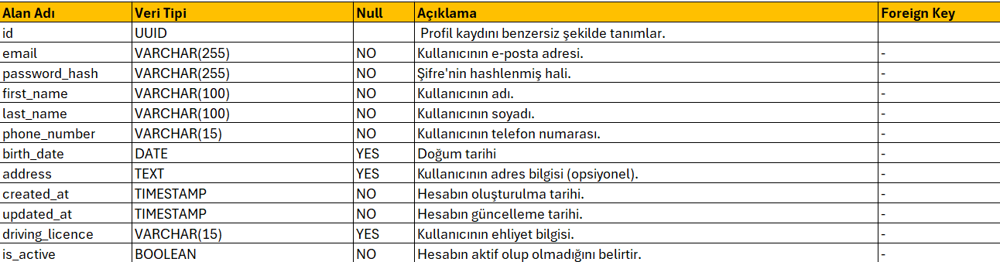 Alan Adı Veri Tipi Null Açıklama Foreign Key
id UUID Profil kaydını benzersiz şekilde tanımlar.
email VARCHAR(255) NO Kullanıcının e-posta adresi. -
password_hash VARCHAR(255) NO Şifre'nin hashlenmiş hali. -
first_name VARCHAR(100) NO Kullanıcının adı. -
last_name VARCHAR(100) NO Kullanıcının soyadı. -
phone_number VARCHAR(15) NO Kullanıcının telefon numarası. -
birth_date DATE YES Doğum tarihi -
address TEXT YES Kullanıcının adres bilgisi (opsiyonel). -
created_at TIMESTAMP NO Hesabın oluşturulma tarihi. -
updated_at TIMESTAMP NO Hesabın güncelleme tarihi. -
driving_licence VARCHAR(15) YES Kullanıcının ehliyet bilgisi. -
is_active BOOLEAN NO Hesabın aktif olup olmadığını belirtir. -